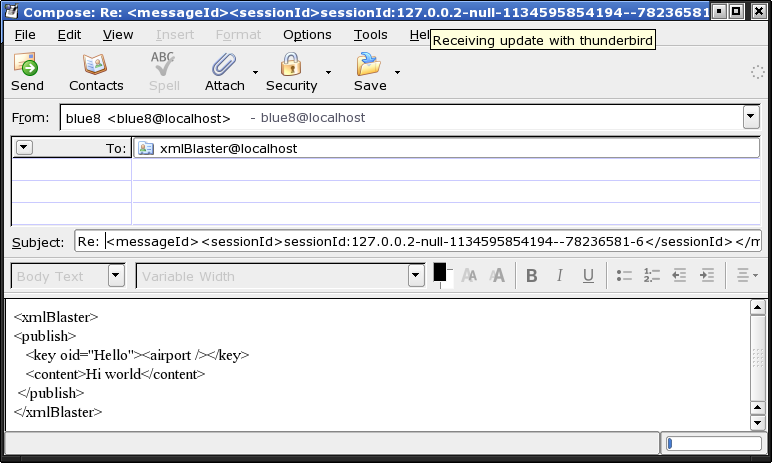 Compose: Re: <messageId><sessionId>sessionId:127.0.0.2-null-1134595854194--78236581
File Edit View Insert Format Options Tools Hel
Receiving update with thunderbird
Send Contacts Spell Attach Security Save
ABC
From: blue8 <blue8@localhost> - blue8@localhost
To: xmlBlaster@localhost
Subject: Re: <messageId><sessionId>sessionId:127.0.0.2-null-1134595854194--78236581-6</sessionId></m
Body Text Variable Width AA AA B I U
<xmlBlaster>
<publish>
<key oid="Hello"><airport /></key>
<content>Hi world</content>
</publish>
</xmlBlaster>